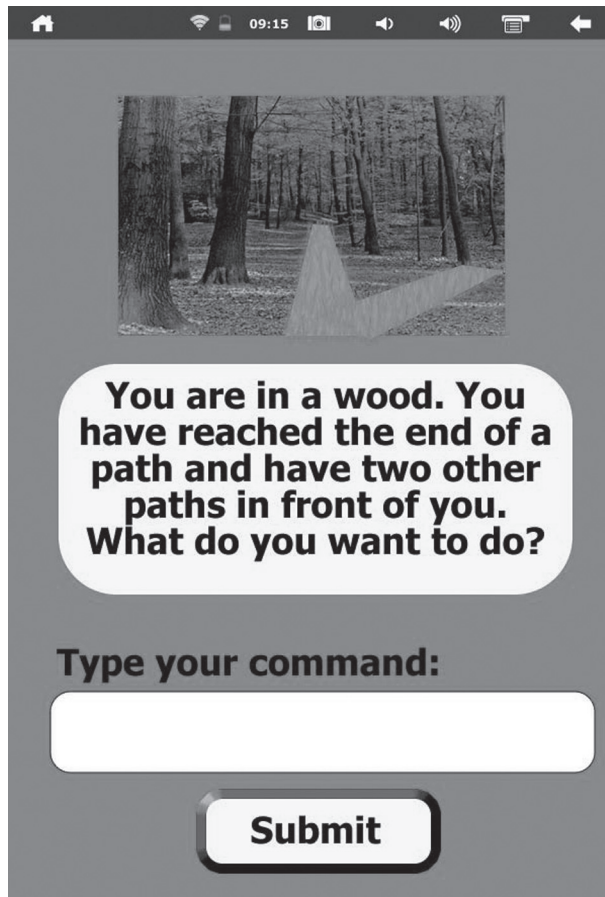 09:15
You are in a wood. You
have reached the end of a
path and have two other
paths in front of you.
What do you want to do?
Type your command:
Submit